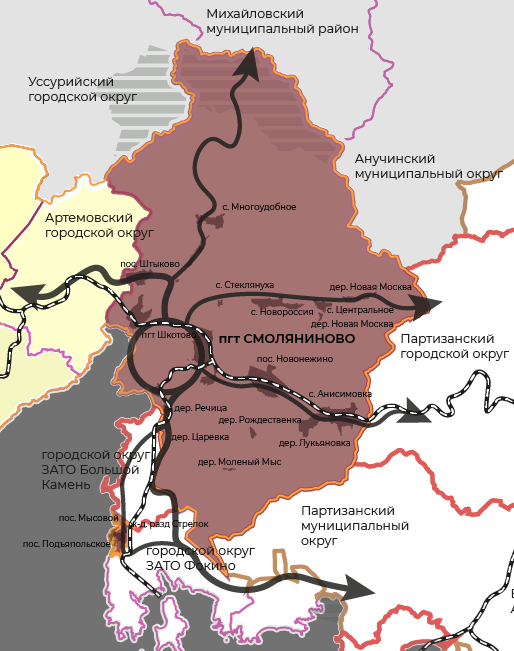 Михайловский
муниципальный район
Уссурийский
городской округ
Анучинский
муниципальный округ
с. Многоудобное
Артемовский
городской округ
пос. Штыково
с. Стеклянуха
дер. Новая Москва
с. Новороссия
с. Центральное
дер. Новая Москва
пгт Шкотово
пгт СМОЛЯНИНОВО
Партизанский
городской округ
пос. Новонежино
с. Анисимовка
дер. Речица
дер. Рождественка
дер. Царевка
дер. Лукьяновка
городской округ
ЗАТО Большой
Камень
дер. Моленый Мыс
Партизанский
муниципальный
округ
пос. Мысовой
ж-д. разд Стрелок
пос. Подъяпольское
городской округ
ЗАТО Фокино